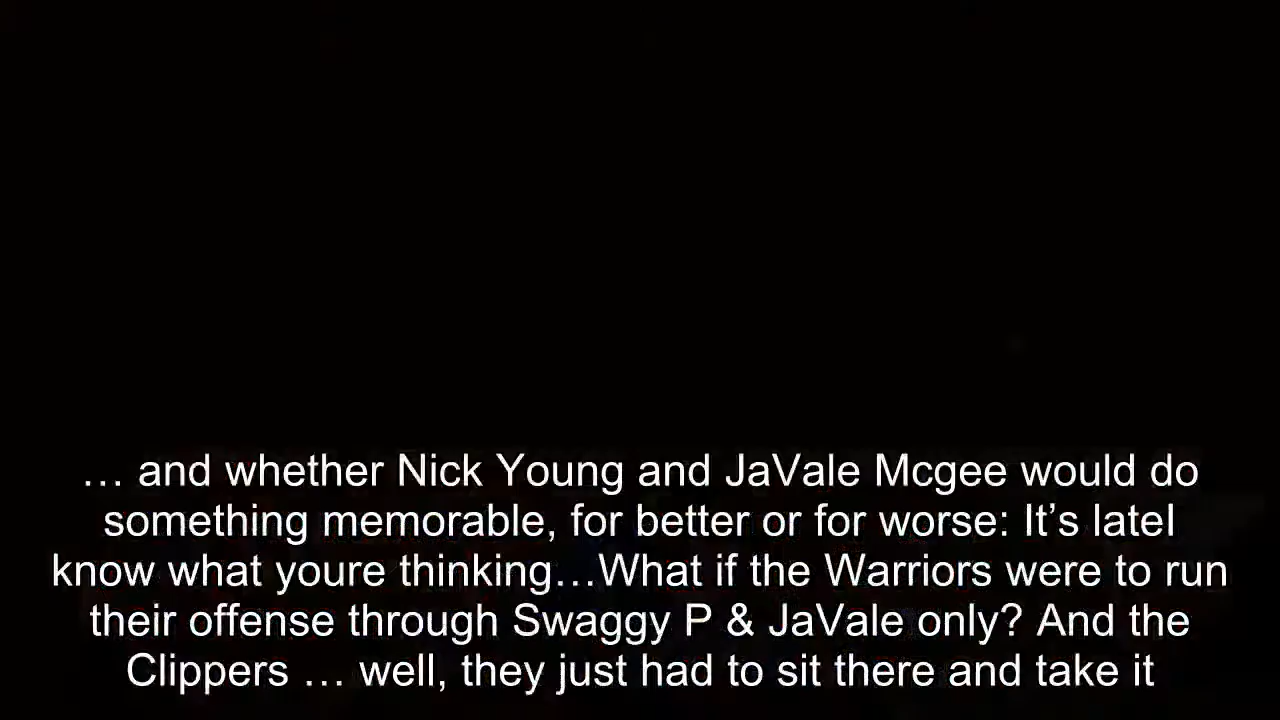 … and whether Nick Young and JaVale Mcgee would do
something memorable, for better or for worse: It’s lateI
know what youre thinking…What if the Warriors were to run
their offense through Swaggy P & JaVale only? And the
Clippers … well, they just had to sit there and take it